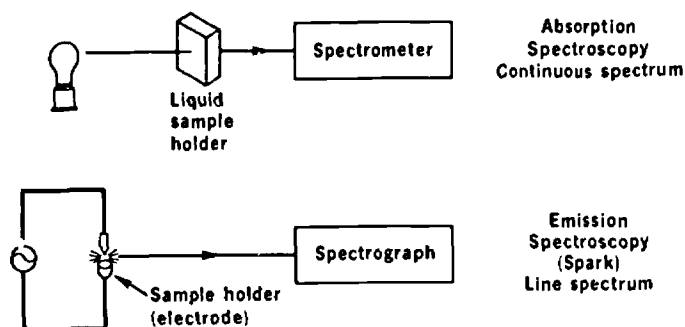 Spectrometer
Absorption
Spectroscopy
Continuous spectrum
Liquid
sample
holder
Spectrograph
Emission
Spectroscopy
(Spark)
Line spectrum
Sample holder
(electrode)